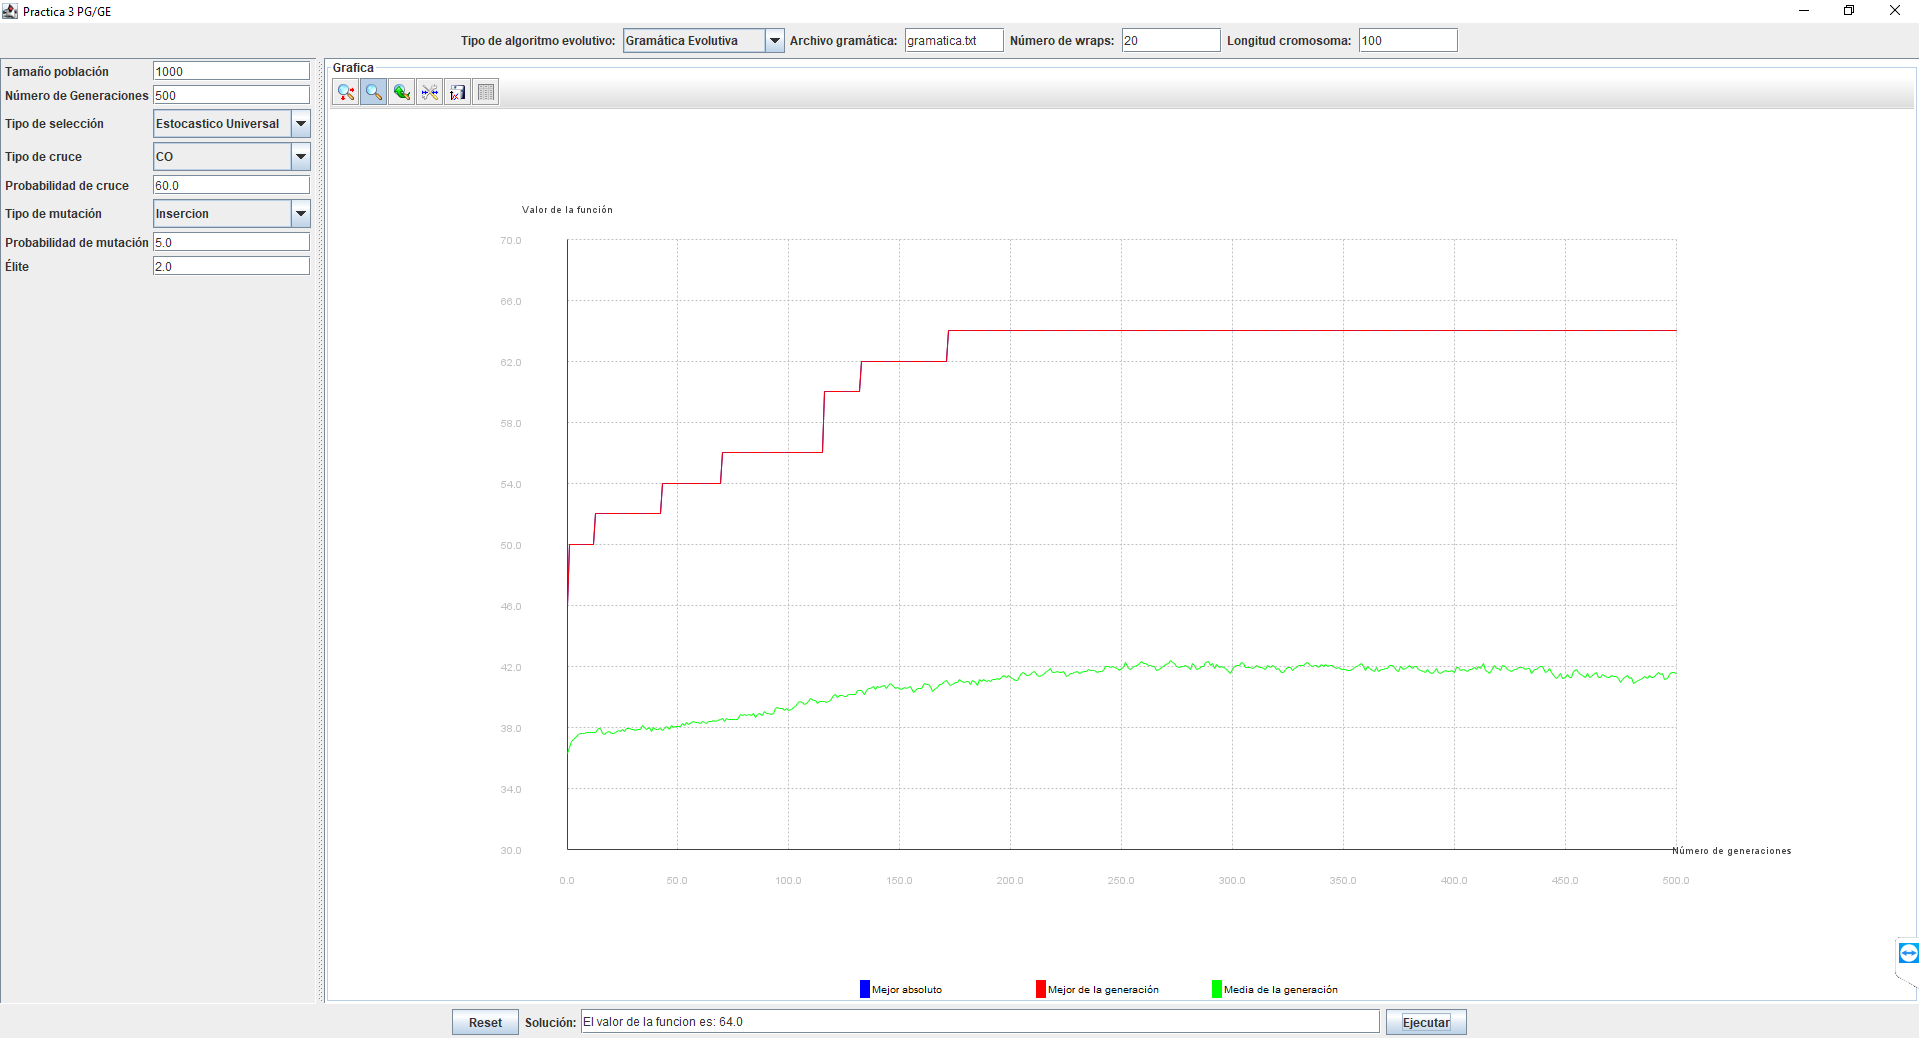 Practica 3 PG/GE
Tipo de algoritmo evolutivo: Gramática Evolutiva Archivo gramática: gramatica.txt Número de wraps: 20 Longitud cromosoma: 100
Tamaño población 1000
Número de Generaciones 500
Tipo de selección Estocastico Universal
Tipo de cruce CO
Probabilidad de cruce 60.0
Tipo de mutación Insercion
Probabilidad de mutación 5.0
Élite 2.0
Grafica
Valor de la función
70.0
66.0
62.0
58.0
54.0
50.0
46.0
42.0
38.0
34.0
30.0
Número de generaciones
0.0 50.0 100.0 150.0 200.0 250.0 300.0 350.0 400.0 450.0 500.0
Mejor absoluto Mejor de la generación Media de la generación
Reset Solución: El valor de la funcion es: 64.0 Ejecutar